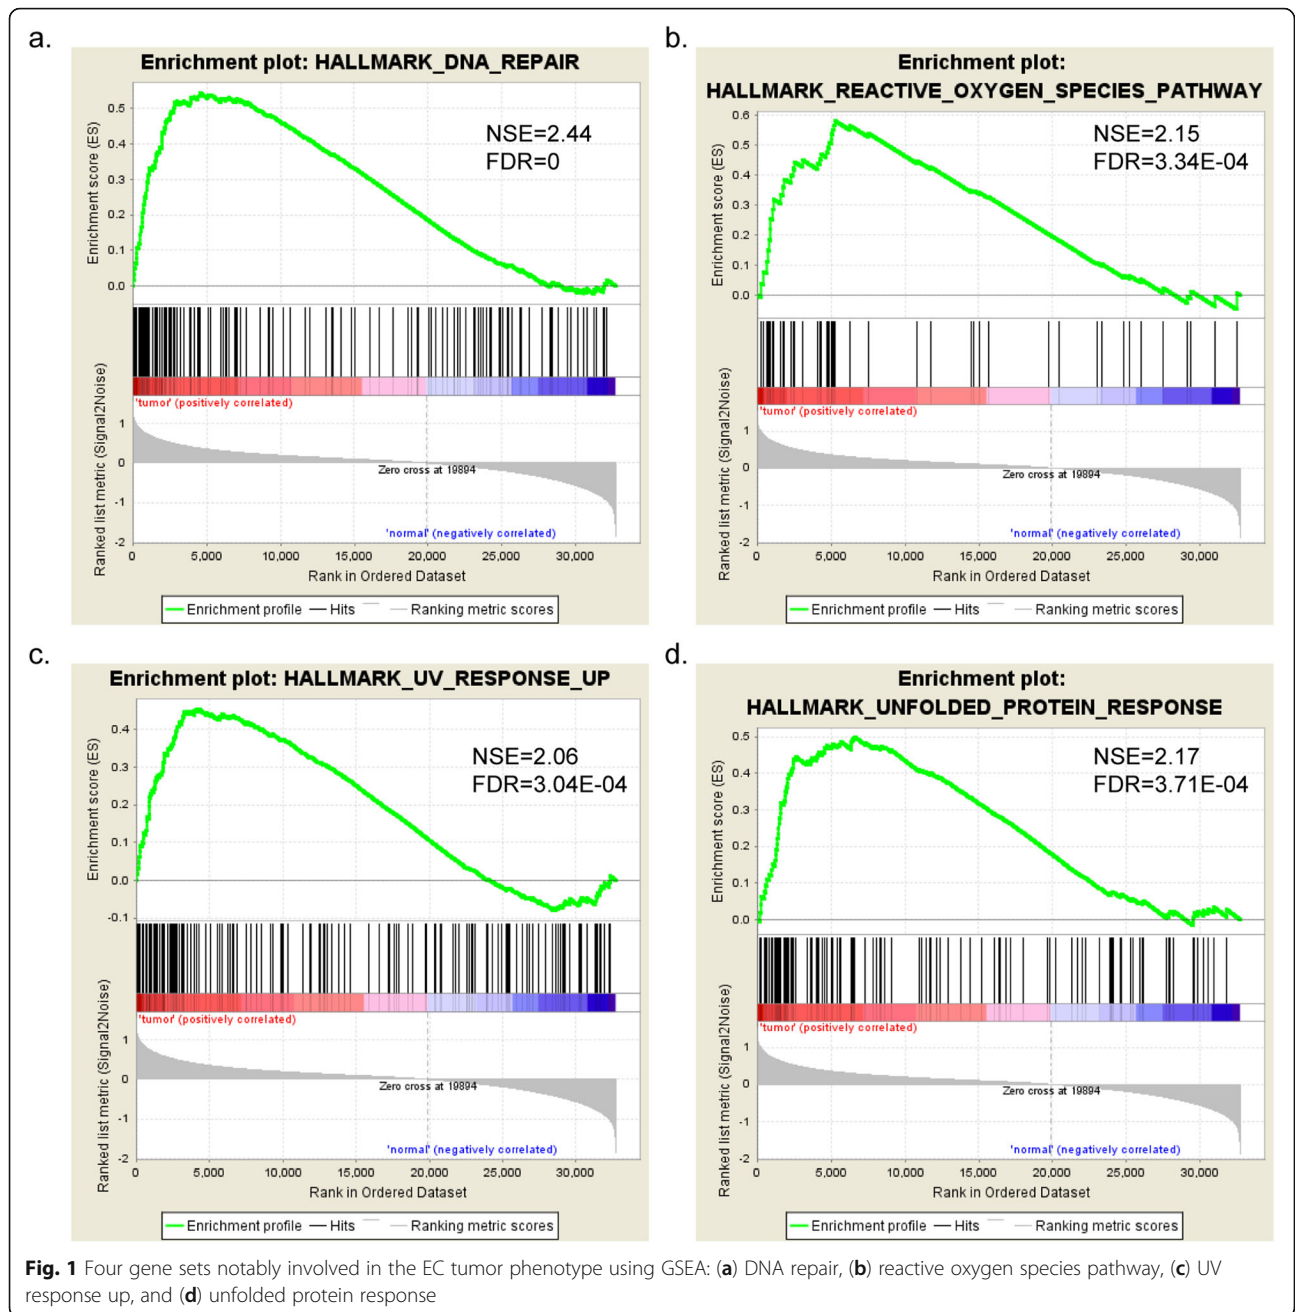 a.
Enrichment plot: HALLMARK_DNA_REPAIR
NSE=2.44
FDR=0
Enrichment score (ES)
0.5
0.4
0.3
0.2
0.1
0.0
'tumor' (positively correlated)
Ranked list metric (Signal2Noise)
1
0
-1
-2
Zero cross at 19894
'normal' (negatively correlated)
0 5,000 10,000 15,000 20,000 25,000 30,000
Rank in Ordered Dataset
Enrichment profile Hits Ranking metric scores
b.
Enrichment plot:
HALLMARK_REACTIVE_OXYGEN_SPECIES_PATHWAY
NSE=2.15
FDR=3.34E-04
Enrichment score (ES)
0.6
0.5
0.4
0.3
0.2
0.1
0.0
'tumor' (positively correlated)
Ranked list metric (Signal2Noise)
1
0
-1
-2
Zero cross at 19894
'normal' (negatively correlated)
0 5,000 10,000 15,000 20,000 25,000 30,000
Rank in Ordered Dataset
Enrichment profile Hits Ranking metric scores
c.
Enrichment plot: HALLMARK_UV_RESPONSE_UP
NSE=2.06
FDR=3.04E-04
Enrichment score (ES)
0.4
0.3
0.2
0.1
0.0
-0.1
'tumor' (positively correlated)
Ranked list metric (Signal2Noise)
1
0
-1
-2
Zero cross at 19894
'normal' (negatively correlated)
0 5,000 10,000 15,000 20,000 25,000 30,000
Rank in Ordered Dataset
Enrichment profile Hits Ranking metric scores
d.
Enrichment plot:
HALLMARK_UNFOLDED_PROTEIN_RESPONSE
NSE=2.17
FDR=3.71E-04
Enrichment score (ES)
0.5
0.4
0.3
0.2
0.1
0.0
'tumor' (positively correlated)
Ranked list metric (Signal2Noise)
1
0
-1
-2
Zero cross at 19894
'normal' (negatively correlated)
0 5,000 10,000 15,000 20,000 25,000 30,000
Rank in Ordered Dataset
Enrichment profile Hits Ranking metric scores
Fig. 1 Four gene sets notably involved in the EC tumor phenotype using GSEA: (a) DNA repair, (b) reactive oxygen species pathway, (c) UV
response up, and (d) unfolded protein response